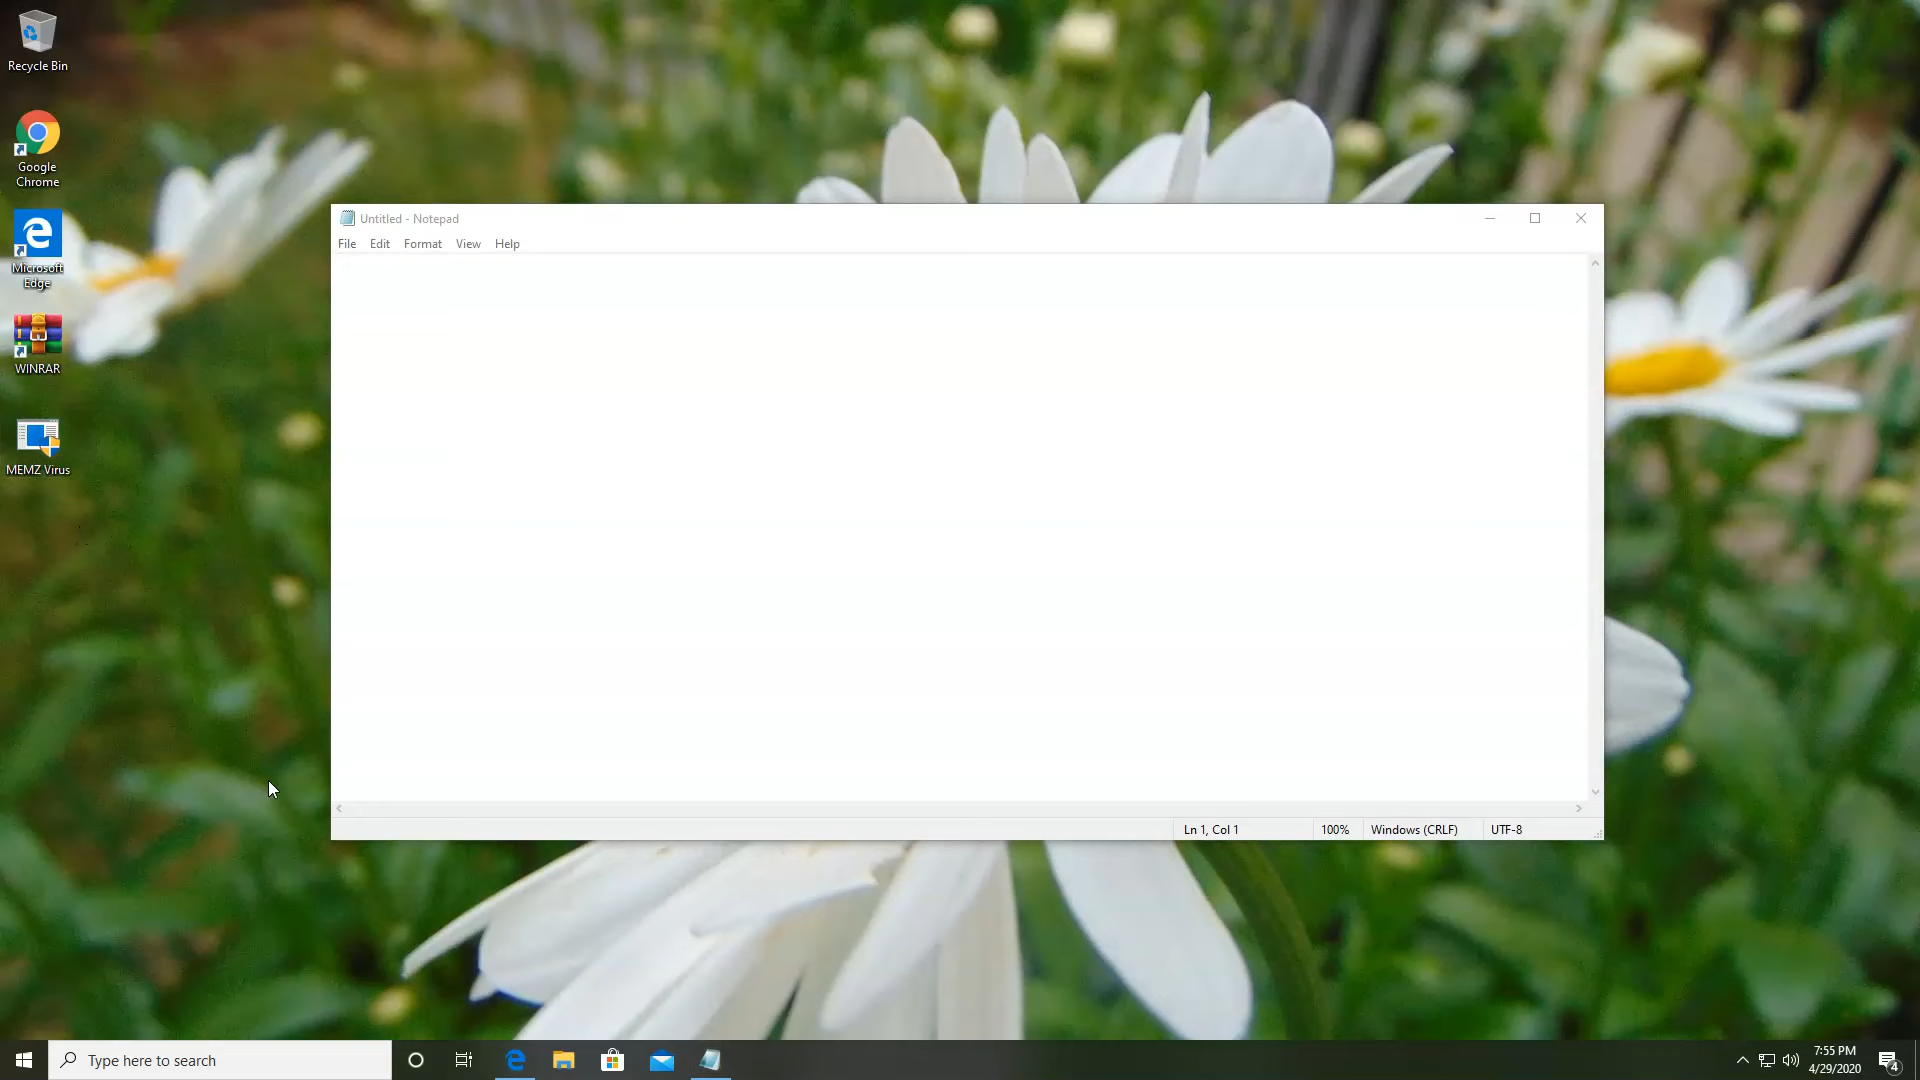 Recycle Bin
Google
Chrome
Microsoft
Edge
WINRAR
MEMZ Virus
Untitled - Notepad
File Edit Format View Help
Ln 1, Col 1 100% Windows (CRLF) UTF-8
Type here to search
7:55 PM
4/29/2020
4